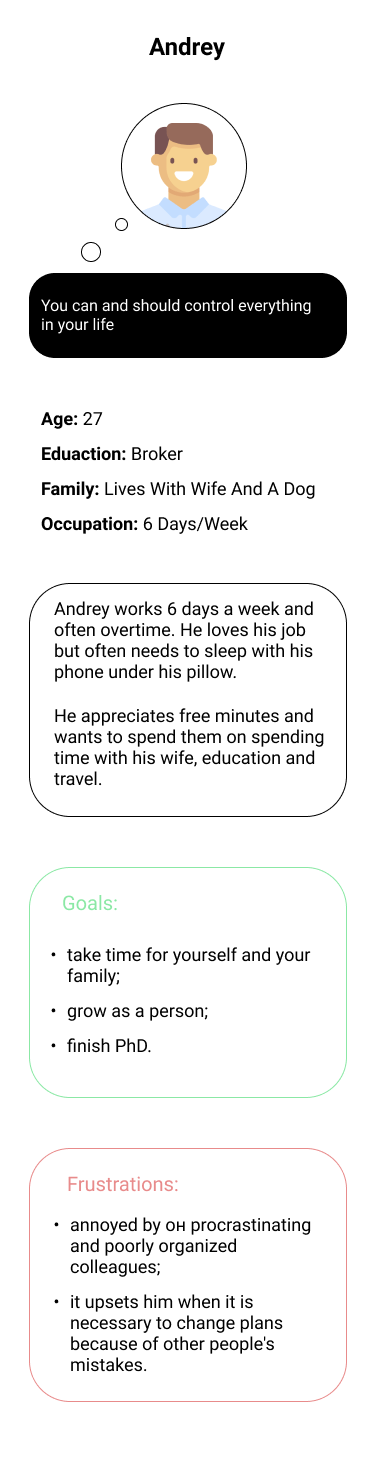 Andrey
You can and should control everything
in your life
Age: 27
Eduaction: Broker
Family: Lives With Wife And A Dog
Occupation: 6 Days/Week
Andrey works 6 days a week and
often overtime. He loves his job
but often needs to sleep with his
phone under his pillow.
He appreciates free minutes and
wants to spend them on spending
time with his wife, education and
travel.
Goals:
• take time for yourself and your
family;
• grow as a person;
• finish PhD.
Frustrations:
• annoyed by он procrastinating
and poorly organized
colleagues;
• it upsets him when it is
necessary to change plans
because of other people's
mistakes.